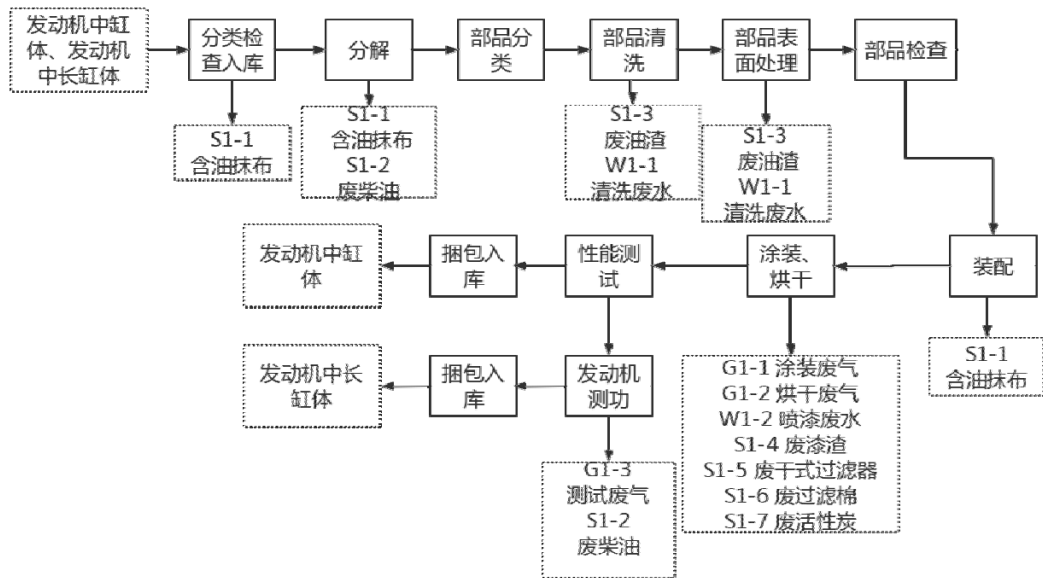 发动机中缸
体、发动机
中长缸体
分类检
查入库
分解
部品分
类
部品清
洗
部品表
面处理
部品检查
S1-1
含油抹布
S1-1
含油抹布
S1-2
废柴油
S1-3
废油渣
W1-1
清洗废水
S1-3
废油渣
W1-1
清洗废水
发动机中缸
体
捆包入
库
性能测
试
涂装、
烘干
装配
发动机中长
缸体
捆包入
库
发动机
测功
G1-1 涂装废气
G1-2 烘干废气
W1-2 喷漆废水
S1-4 废漆渣
S1-5 废干式过滤器
S1-6 废过滤棉
S1-7 废活性炭
S1-1
含油抹布
G1-3
测试废气
S1-2
废柴油